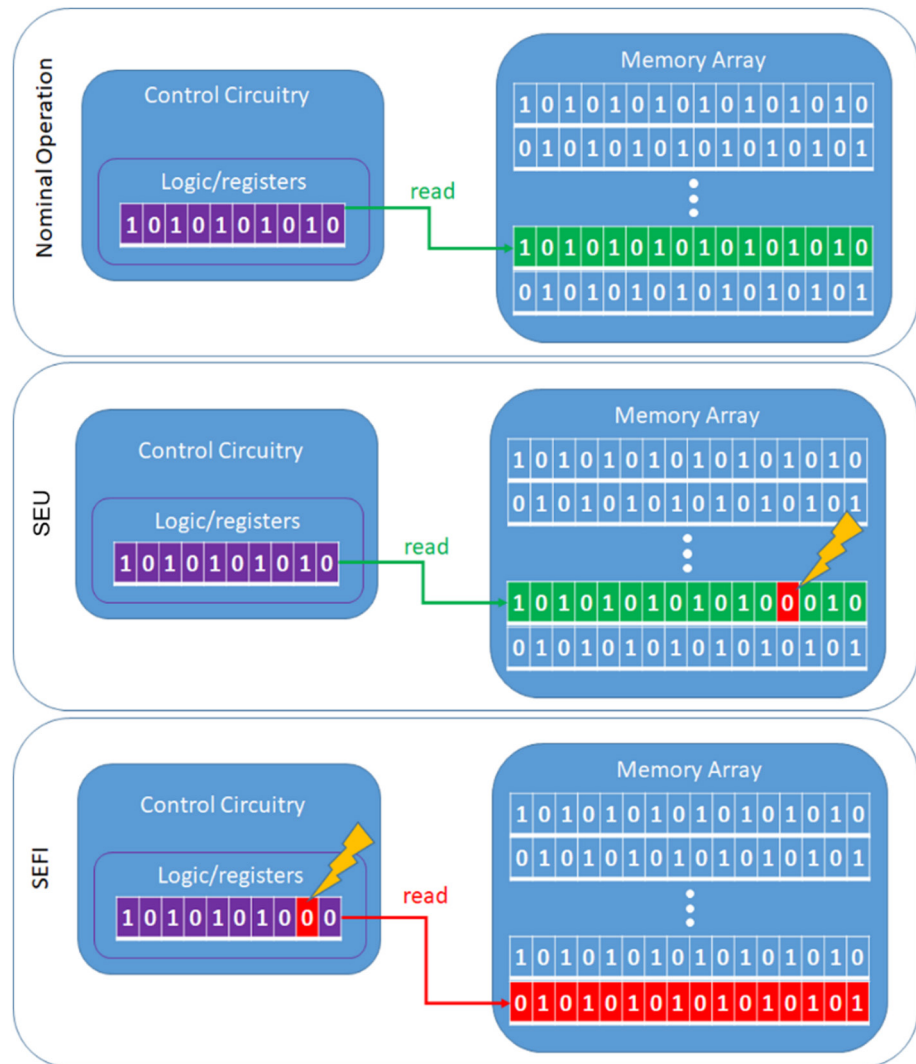 Nominal Operation
Control Circuitry
Logic/registers
1 0 1 0 1 0 1 0 1 0
read
Memory Array
1 0 1 0 1 0 1 0 1 0 1 0 1 0 1 0
0 1 0 1 0 1 0 1 0 1 0 1 0 1 0 1
1 0 1 0 1 0 1 0 1 0 1 0 1 0 1 0
0 1 0 1 0 1 0 1 0 1 0 1 0 1 0 1
SEU
Control Circuitry
Logic/registers
1 0 1 0 1 0 1 0 1 0
read
Memory Array
1 0 1 0 1 0 1 0 1 0 1 0 1 0 1 0
0 1 0 1 0 1 0 1 0 1 0 1 0 1 0 1
1 0 1 0 1 0 1 0 1 0 1 0 0 0 1 0
0 1 0 1 0 1 0 1 0 1 0 1 0 1 0 1
SEFI
Control Circuitry
Logic/registers
1 0 1 0 1 0 1 0 0 0
read
Memory Array
1 0 1 0 1 0 1 0 1 0 1 0 1 0 1 0
0 1 0 1 0 1 0 1 0 1 0 1 0 1 0 1
1 0 1 0 1 0 1 0 1 0 1 0 1 0 1 0
0 1 0 1 0 1 0 1 0 1 0 1 0 1 0 1